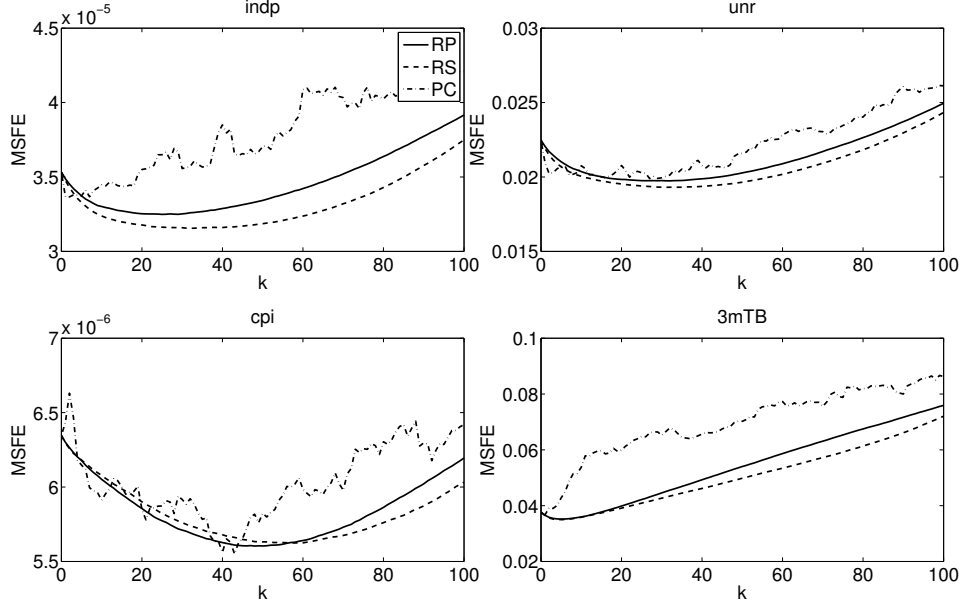 indp
x 10⁻⁵
4.5
4
3.5
3
MSFE
0 20 40 60 80 100
k
RP
RS
PC
unr
0.03
0.025
0.02
0.015
MSFE
0 20 40 60 80 100
k
cpi
x 10⁻⁶
7
6.5
6
5.5
MSFE
0 20 40 60 80 100
k
3mTB
0.1
0.08
0.06
0.04
0.02
MSFE
0 20 40 60 80 100
k